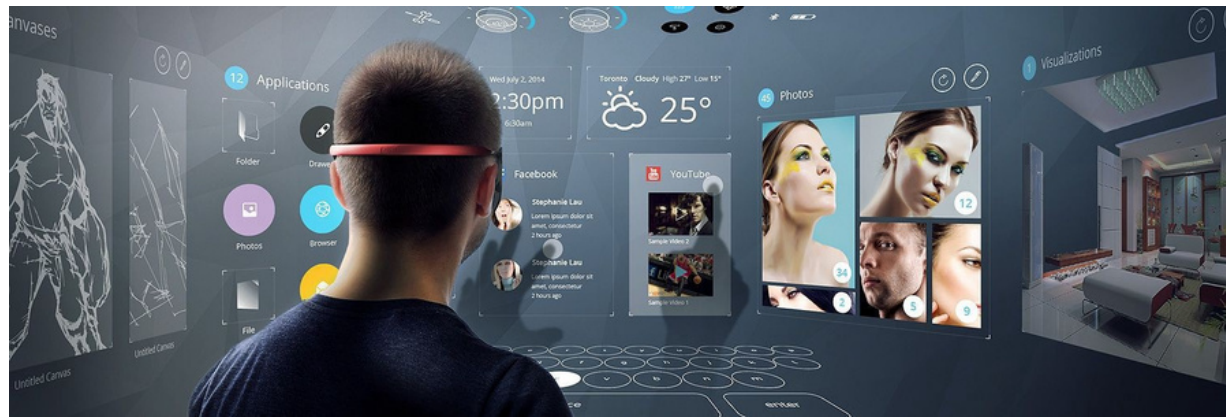 anvases
Untitled Canvas
Untitled Canvas
12 Applications
Folder
Photos
Browser
File
Wed July 2, 2014
2:30pm
6:30am
Toronto Cloudy High 27° Low 15°
25°
Facebook
Stephanie Lau
Lorem ipsum dolor sit
amet, consectetur
2 hours ago
Stephanie Lau
Lorem ipsum dolor sit
amet, consectetur
2 hours ago
YouTube
Sample Video 2
Sample Video 1
45 Photos
34
12
2
5
9
1 Visualizations
v b n m
enter